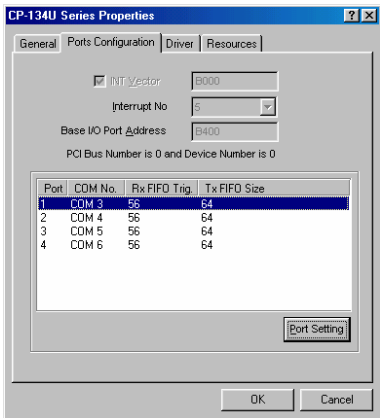 CP-134U Series Properties
General Ports Configuration Driver Resources
INT Vector B000
Interrupt No 5
Base I/O Port Address B400
PCI Bus Number is 0 and Device Number is 0
Port COM No. Rx FIFO Trig. Tx FIFO Size
1 COM 3 56 64
2 COM 4 56 64
3 COM 5 56 64
4 COM 6 56 64
Port Setting
OK Cancel